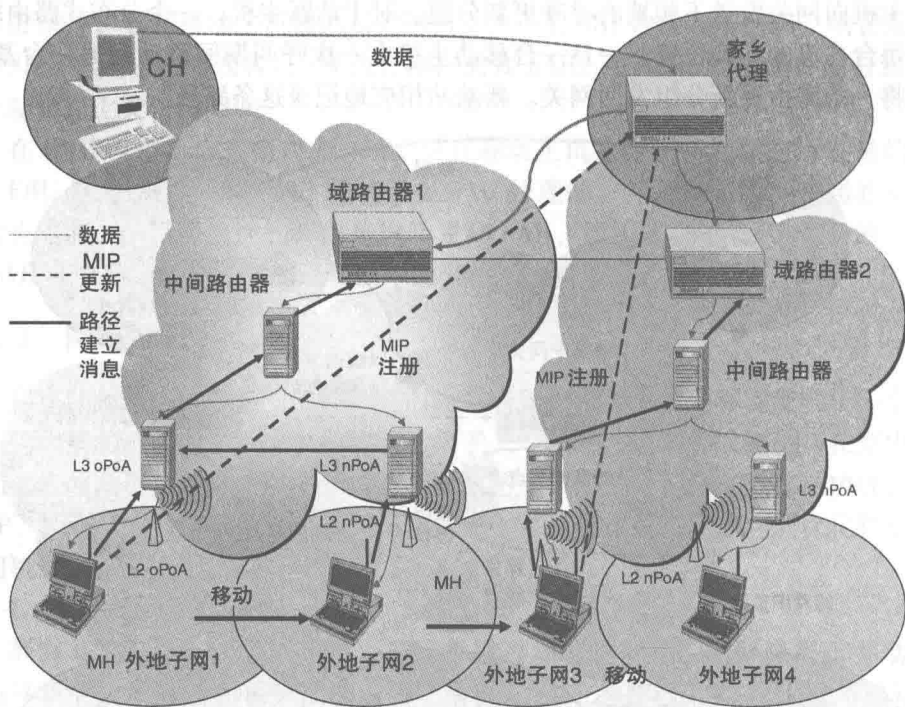 CH
数据
家乡
代理
域路由器1
数据
MIP
更新
路径
建立
消息
中间路由器
域路由器2
MIP
注册
MIP 注册
中间路由器
L3 oPoA
L3 nPoA
L3 nPoA
L2 nPoA
L2 oPoA
L2 nPoA
移动
MH
MH 外地子网1
外地子网2
外地子网3
移动
外地子网4